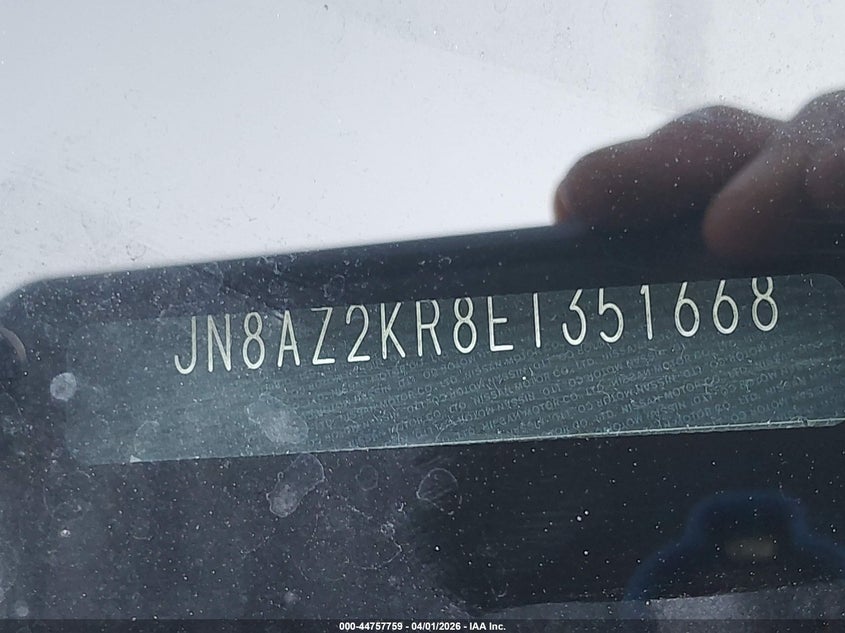 JN8AZ2KR8ET351668
000-44757759 - 04/01/2026 - IAA Inc.